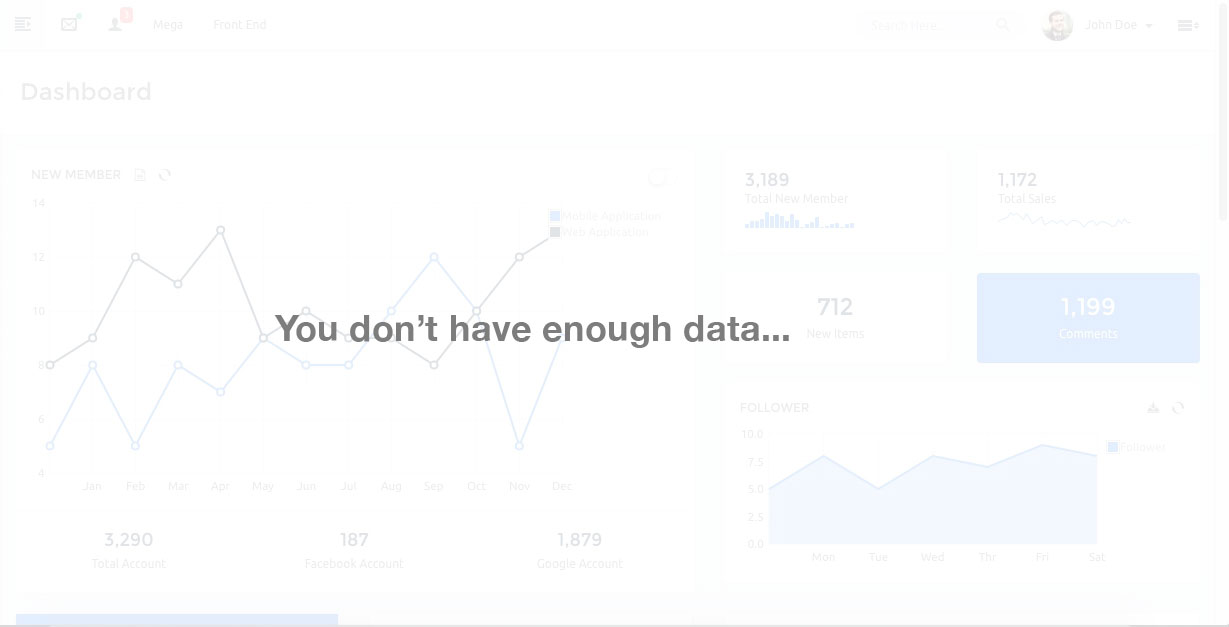 3
Mega
Front End
Search Here...
John Doe
Dashboard
NEW MEMBER
14
12
10
8
6
4
Mobile Application
Web Application
Jan Feb Mar Apr May Jun Jul Aug Sep Oct Nov Dec
3,290
Total Account
187
Facebook Account
1,879
Google Account
You don't have enough data...
3,189
Total New Member
1,172
Total Sales
712
New Items
1,199
Comments
FOLLOWER
10.0
7.5
5.0
2.5
0.0
Follower
Mon Tue Wed Thr Fri Sat